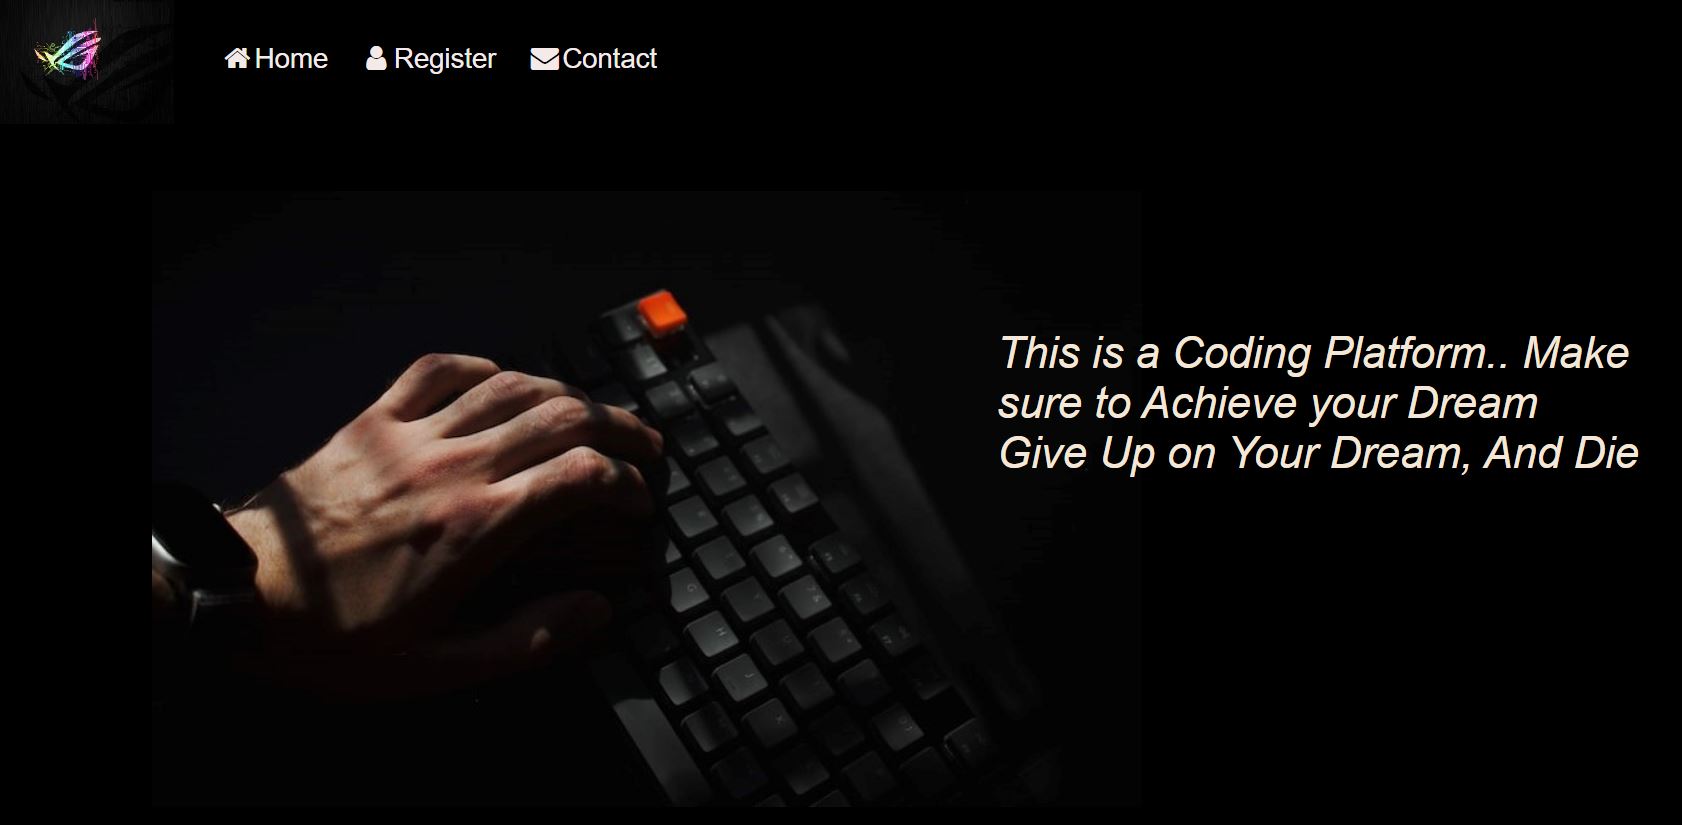 Home Register Contact
This is a Coding Platform.. Make
sure to Achieve your Dream
Give Up on Your Dream, And Die
G
H
J